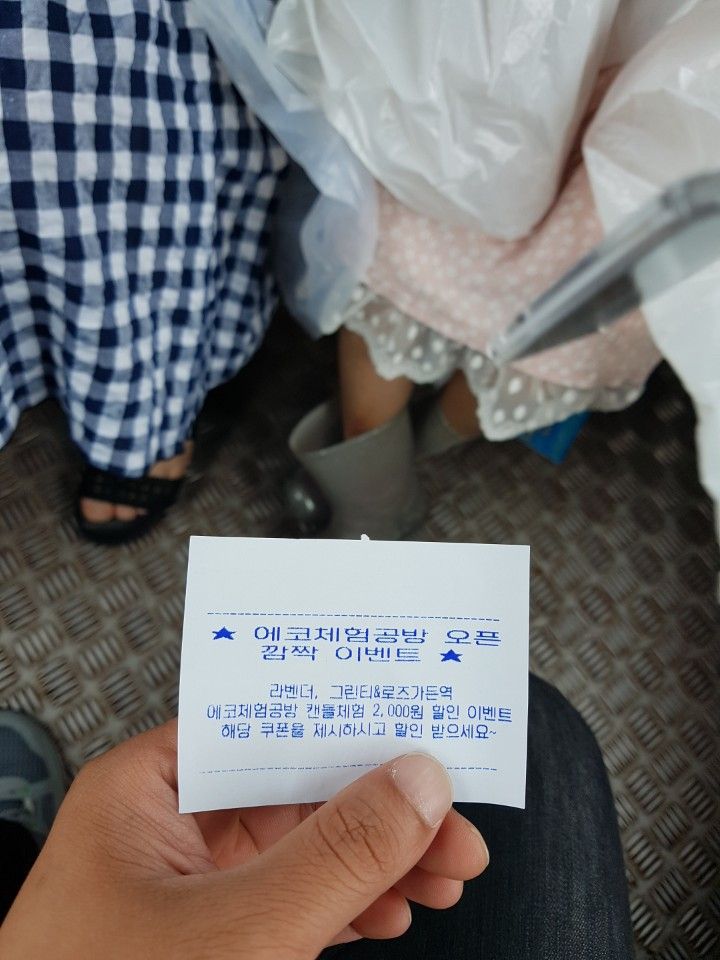 ★ 에코체험공방 오픈
깜짝 이벤트 ★
라벤더, 그린티&로즈가든역
에코체험공방 캔들체험 2,000원 할인 이벤트
해당 쿠폰을 제시하시고 할인 받으세요~